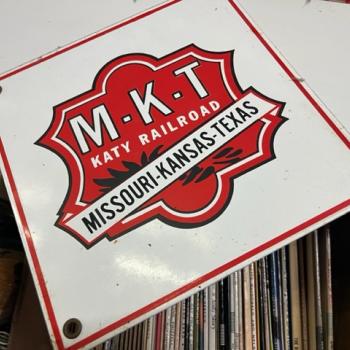 M·K·T
KATY RAILROAD
MISSOURI-KANSAS-TEXAS